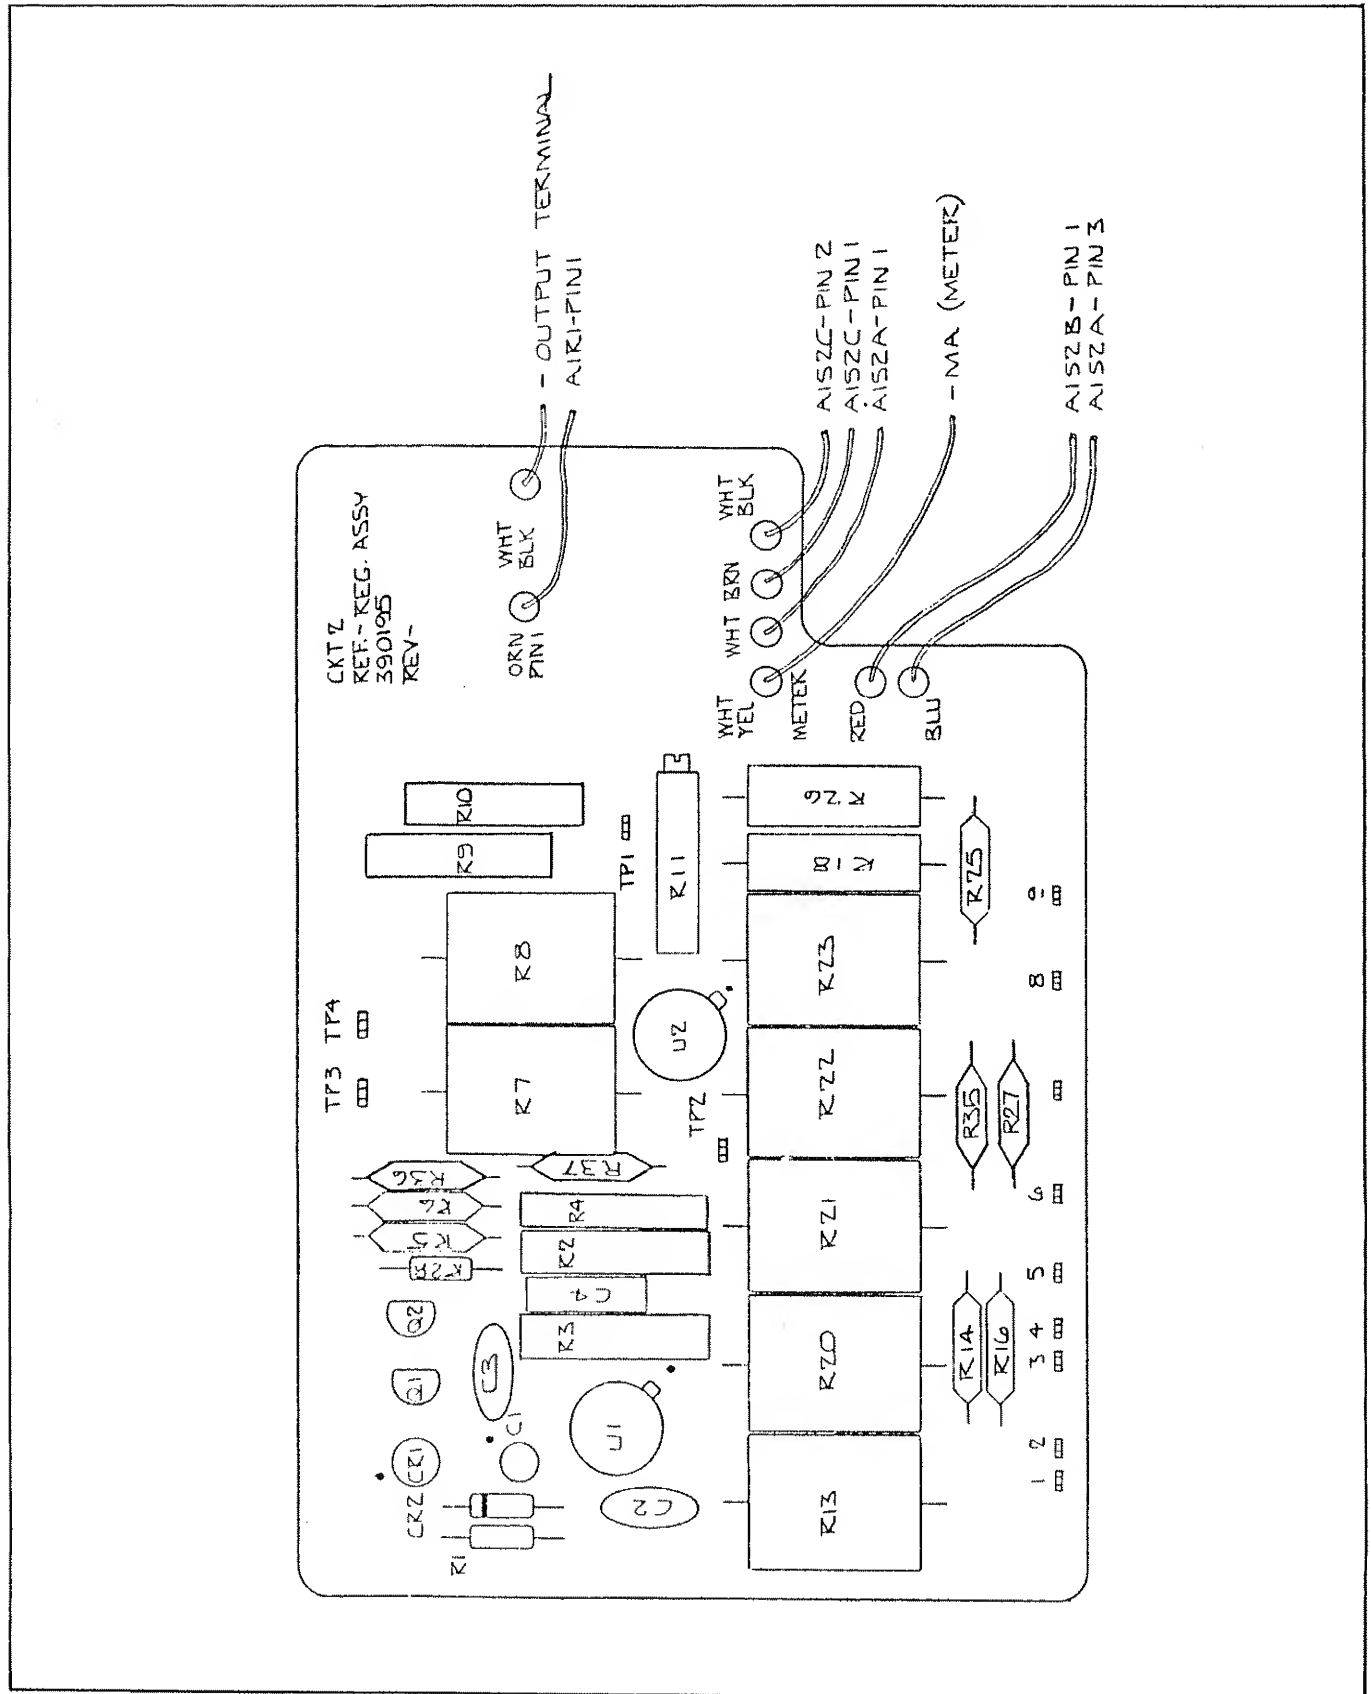 CKT 2
REF.-REG. ASSY
390195
REV-
WHT
BLK
ORN
PIN 1
- OUTPUT TERMINAL
A1R1-PIN1
WHT
BLK
WHT BRN
WHT
YEL
METER
RED
BLU
A1S2C-PIN 2
A1S2C-PIN 1
A1S2A-PIN 1
-MA (METER)
A1S2B-PIN 1
A1S2A-PIN 3
TP3
TP4
R10
R9
R8
R7
TP1
R11
U2
TP2
R36
R6
R5
R28
R37
R4
R2
C4
R3
Q2
Q1
C3
CR1
C1
CR2
R1
U1
C2
R26
R18
R23
R22
R21
R20
R13
R25
R35
R27
R14
R16
1
2
3
4
5
6
8
9